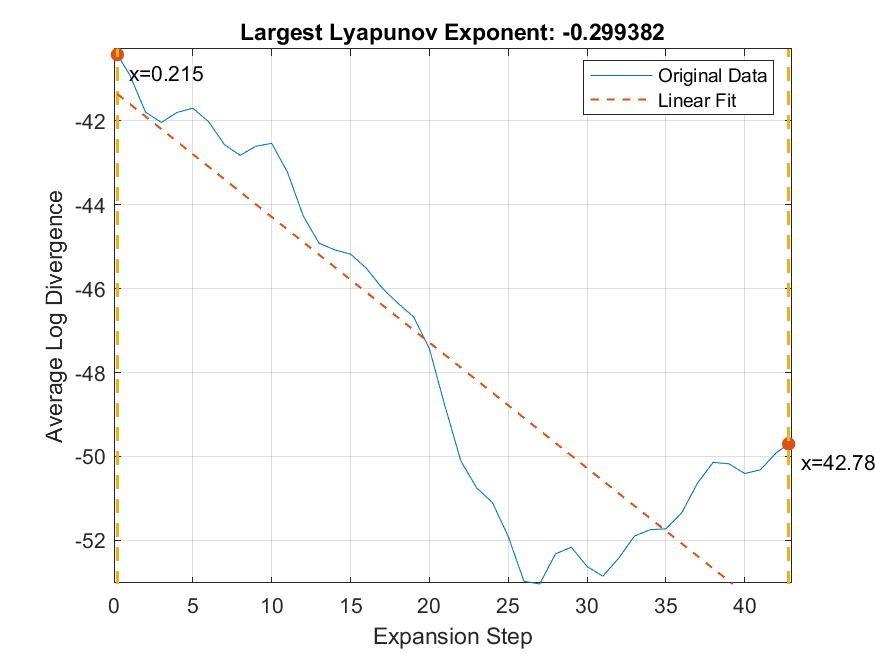 Largest Lyapunov Exponent: -0.299382
x=0.215
Original Data
Linear Fit
-42
-44
-46
-48
-50
-52
Average Log Divergence
x=42.78
0 5 10 15 20 25 30 35 40
Expansion Step